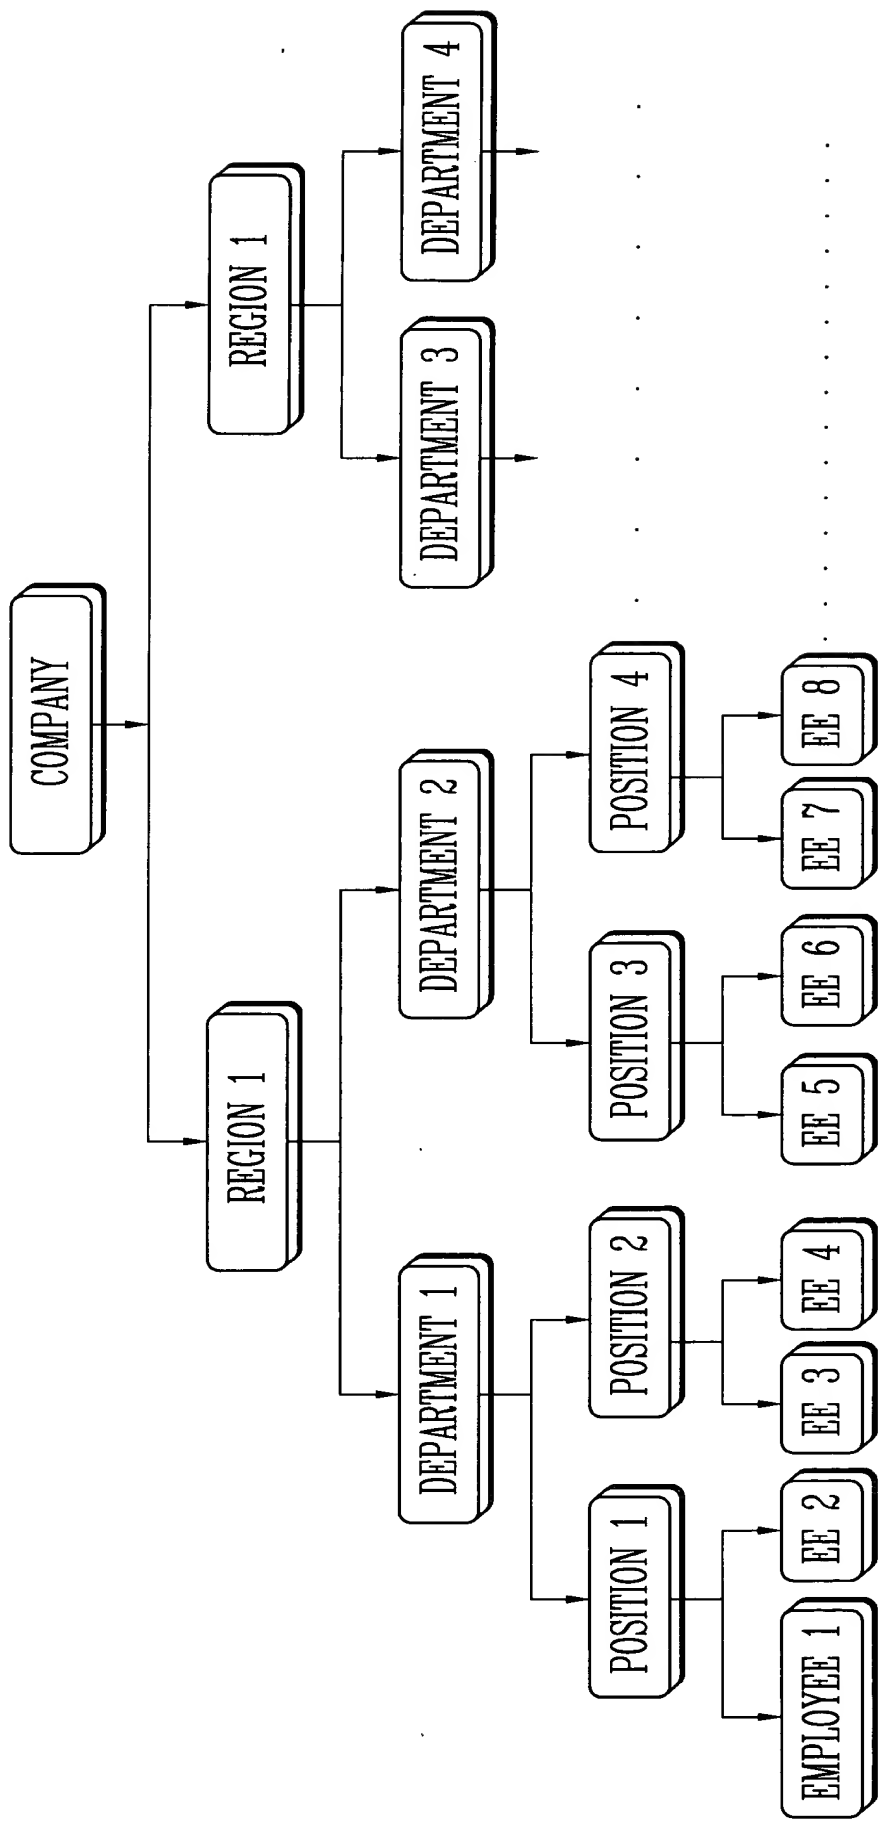 COMPANY
REGION 1
REGION 1
DEPARTMENT 1
DEPARTMENT 2
DEPARTMENT 3
DEPARTMENT 4
POSITION 1
POSITION 2
POSITION 3
POSITION 4
EMPLOYEE 1
EE 2
EE 3
EE 4
EE 5
EE 6
EE 7
EE 8